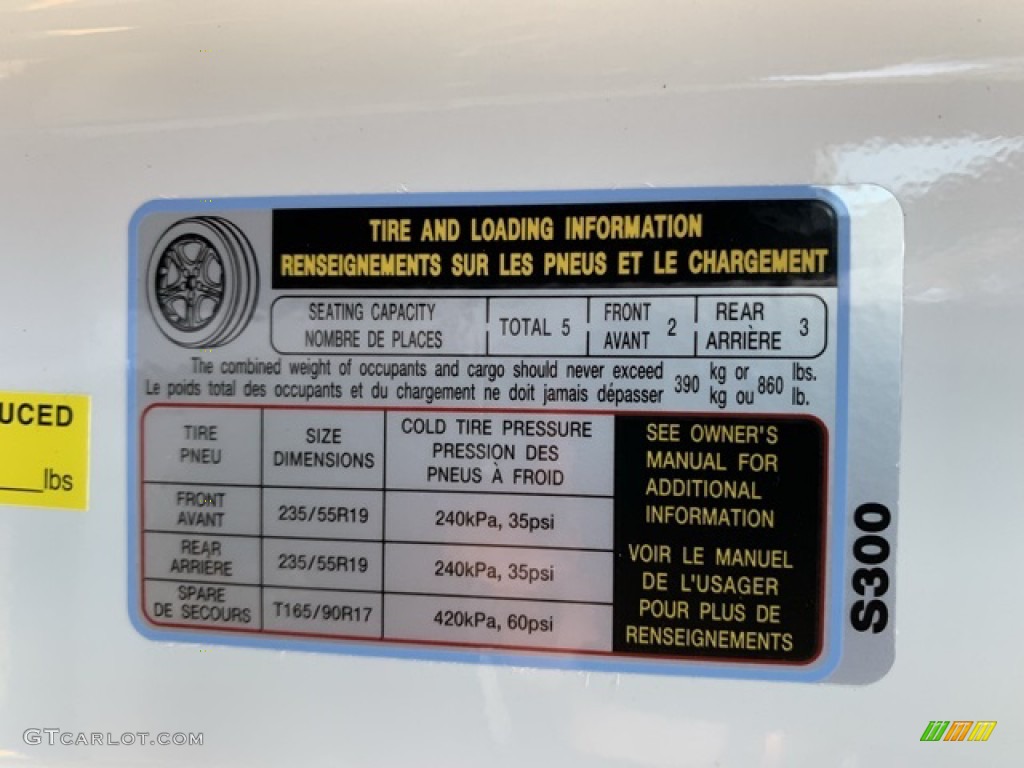 TIRE AND LOADING INFORMATION
RENSEIGNEMENTS SUR LES PNEUS ET LE CHARGEMENT
SEATING CAPACITY
NOMBRE DE PLACES
TOTAL 5
FRONT
AVANT
2
REAR
ARRIÈRE
3
The combined weight of occupants and cargo should never exceed
Le poids total des occupants et du chargement ne doit jamais dépasser
390
kg or
kg ou
860
lbs.
lb.
TIRE
PNEU
SIZE
DIMENSIONS
COLD TIRE PRESSURE
PRESSION DES
PNEUS À FROID
FRONT
AVANT
235/55R19
240kPa, 35psi
REAR
ARRIÈRE
235/55R19
240kPa, 35psi
SPARE
DE SECOURS
T165/90R17
420kPa, 60psi
SEE OWNER'S
MANUAL FOR
ADDITIONAL
INFORMATION
VOIR LE MANUEL
DE L'USAGER
POUR PLUS DE
RENSEIGNEMENTS
S300
UCED
lbs
GTCARLOT.COM